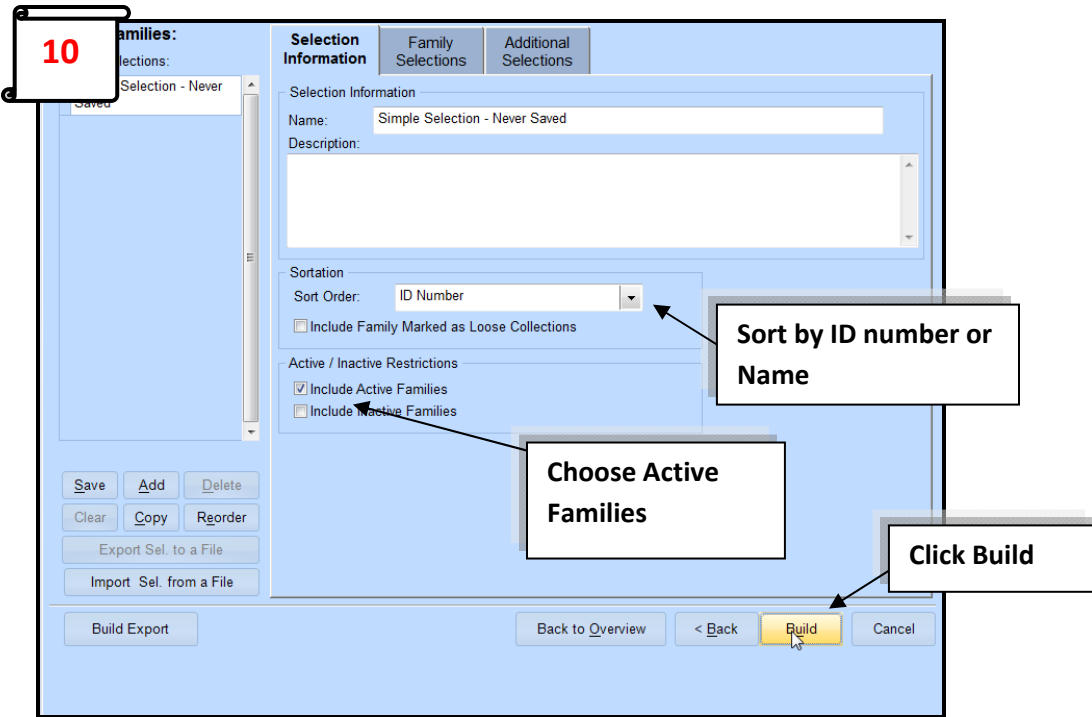 10
amilies:
lections:
Selection - Never
Saved
Selection
Information
Family
Selections
Additional
Selections
Selection Information
Name:
Simple Selection - Never Saved
Description:
Sortation
Sort Order:
ID Number
Include Family Marked as Loose Collections
Active / Inactive Restrictions
Include Active Families
Include Inactive Families
Sort by ID number or
Name
Choose Active
Families
Click Build
Save
Add
Delete
Clear
Copy
Reorder
Export Sel. to a File
Import Sel. from a File
Build Export
Back to Overview
< Back
Build
Cancel